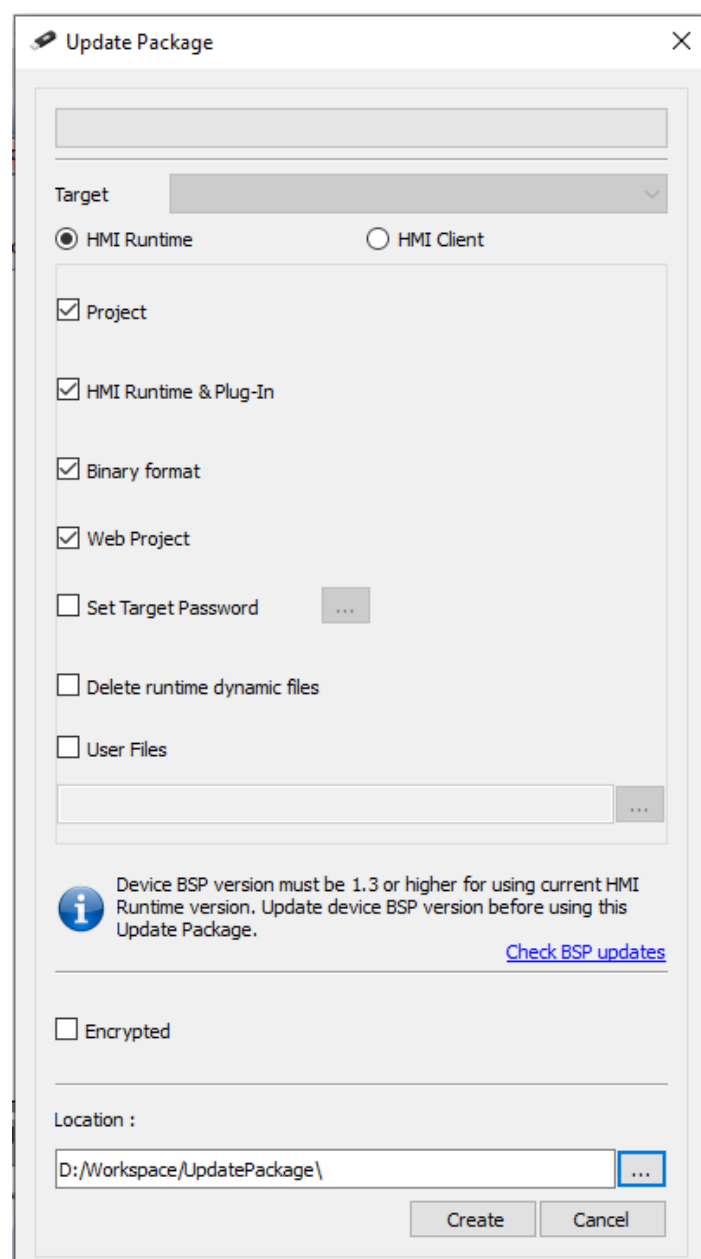 Update Package
Target
HMI Runtime
HMI Client
Project
HMI Runtime & Plug-In
Binary format
Web Project
Set Target Password
...
Delete runtime dynamic files
User Files
...
Device BSP version must be 1.3 or higher for using current HMI
Runtime version. Update device BSP version before using this
Update Package.
Check BSP updates
Encrypted
Location :
D:/Workspace/UpdatePackage\
...
Create
Cancel